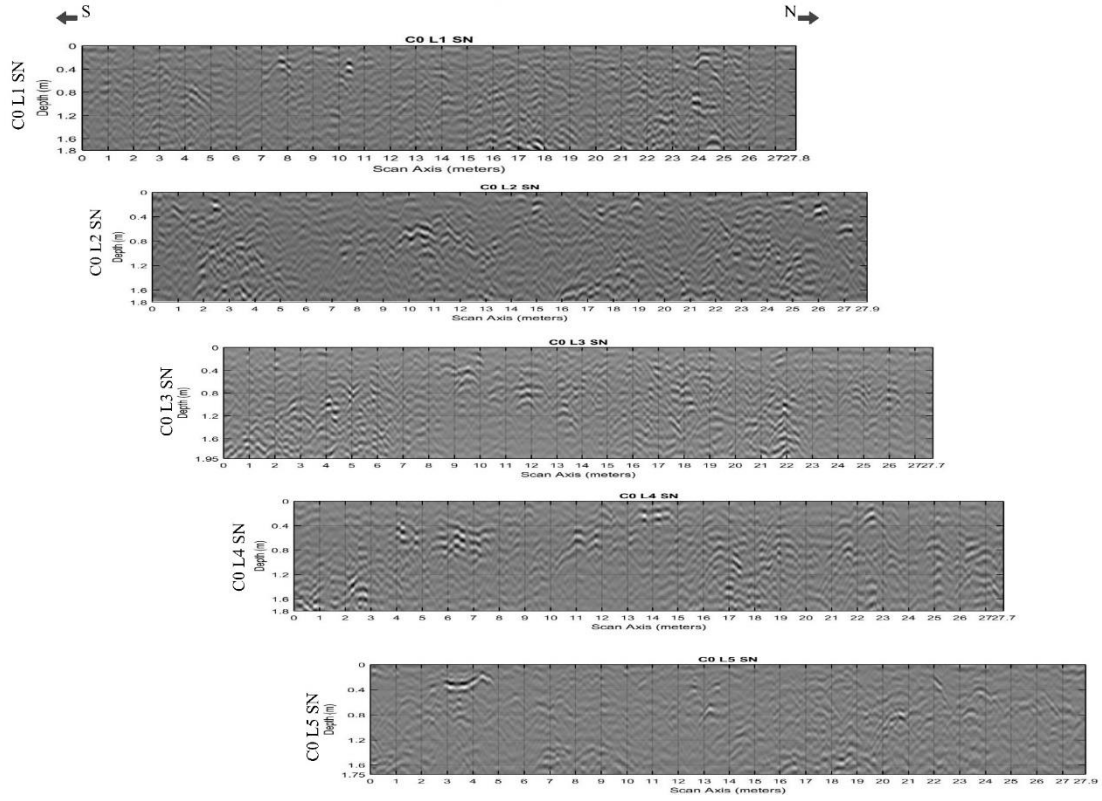 S N
C0 L1 SN
C0 L1 SN
Depth (m)
0
0.4
0.8
1.2
1.6
1.8
0 1 2 3 4 5 6 7 8 9 10 11 12 13 14 15 16 17 18 19 20 21 22 23 24 25 26 27 27.8
Scan Axis (meters)
C0 L2 SN
C0 L2 SN
Depth (m)
0
0.4
0.8
1.2
1.6
1.8
0 1 2 3 4 5 6 7 8 9 10 11 12 13 14 15 16 17 18 19 20 21 22 23 24 25 26 27 27.9
Scan Axis (meters)
C0 L3 SN
C0 L3 SN
Depth (m)
0
0.4
0.8
1.2
1.6
1.95
0 1 2 3 4 5 6 7 8 9 10 11 12 13 14 15 16 17 18 19 20 21 22 23 24 25 26 27 27.7
Scan Axis (meters)
C0 L4 SN
C0 L4 SN
Depth (m)
0
0.4
0.8
1.2
1.6
1.8
0 1 2 3 4 5 6 7 8 9 10 11 12 13 14 15 16 17 18 19 20 21 22 23 24 25 26 27 27.7
Scan Axis (meters)
C0 L5 SN
C0 L5 SN
Depth (m)
0
0.4
0.8
1.2
1.6
1.75
0 1 2 3 4 5 6 7 8 9 10 11 12 13 14 15 16 17 18 19 20 21 22 23 24 25 26 27 27.9
Scan Axis (meters)